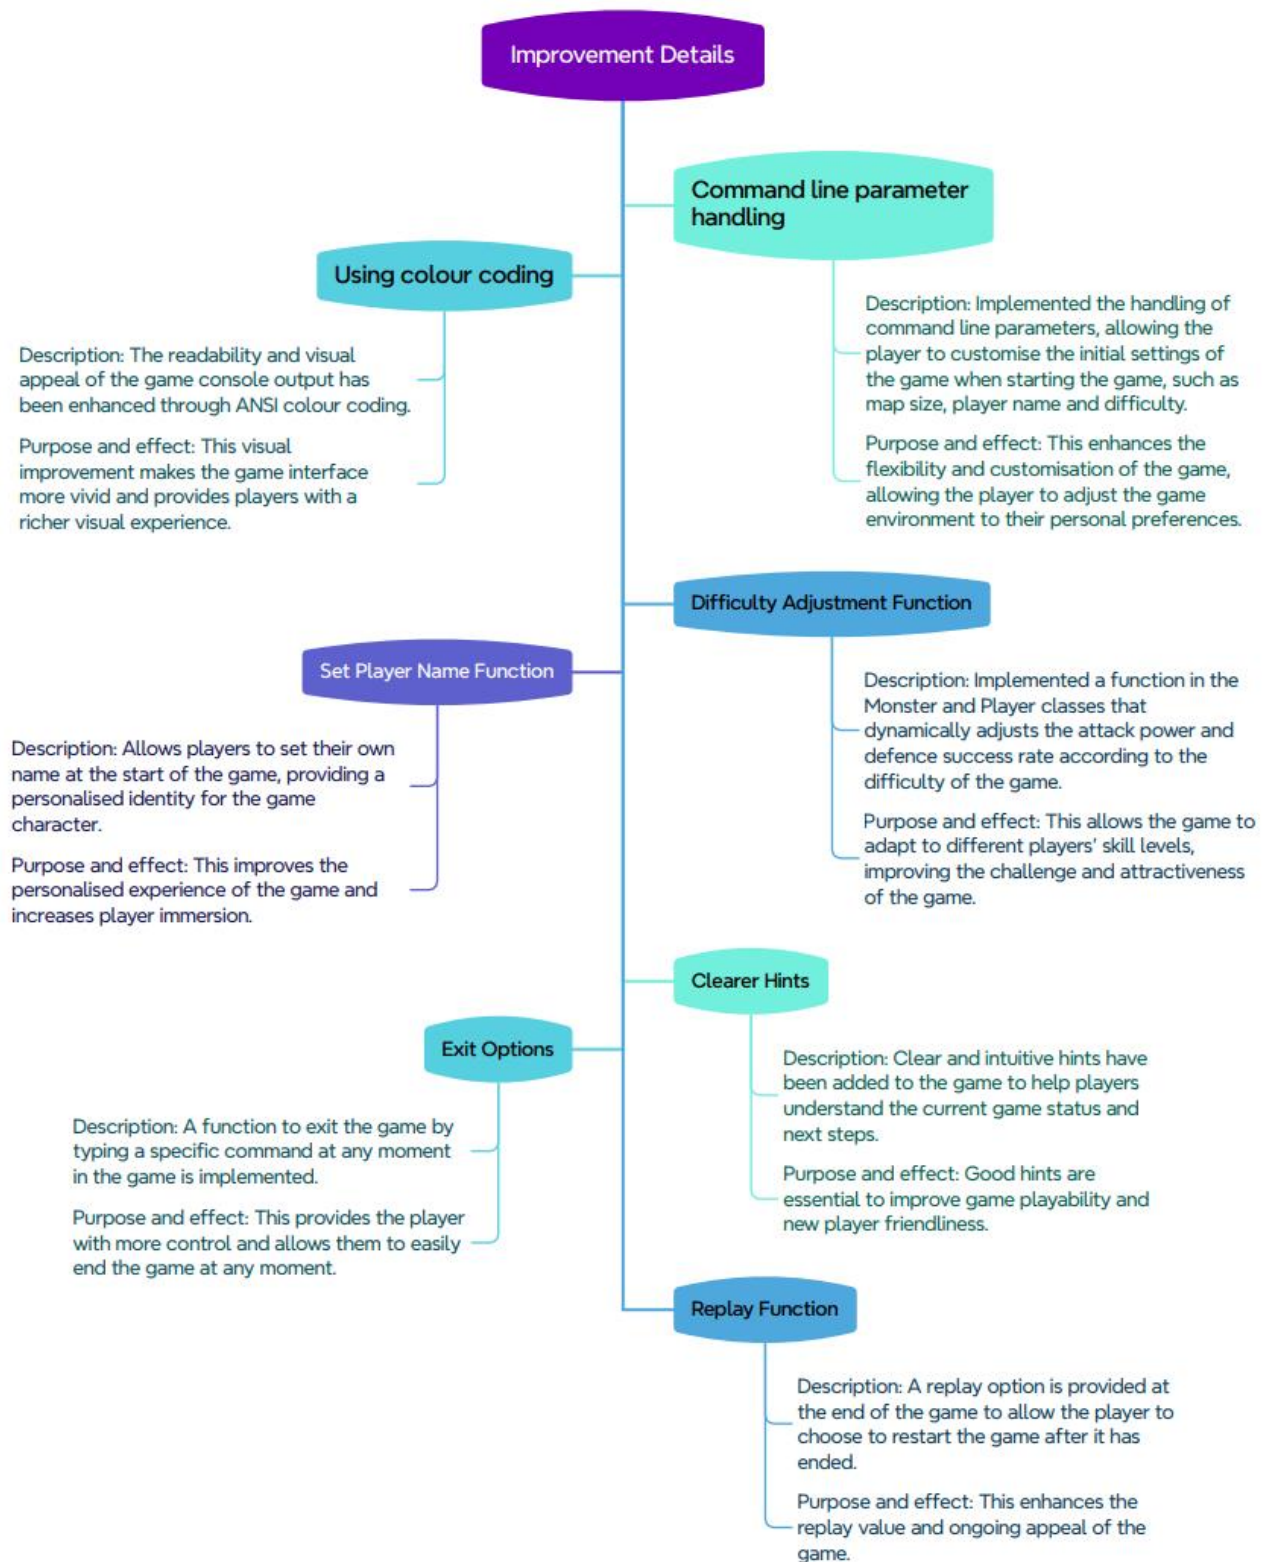 Improvement Details
Command line parameter
handling
Description: Implemented the handling of
command line parameters, allowing the
player to customise the initial settings of
the game when starting the game, such as
map size, player name and difficulty.
Purpose and effect: This enhances the
flexibility and customisation of the game,
allowing the player to adjust the game
environment to their personal preferences.
Using colour coding
Description: The readability and visual
appeal of the game console output has
been enhanced through ANSI colour coding.
Purpose and effect: This visual
improvement makes the game interface
more vivid and provides players with a
richer visual experience.
Difficulty Adjustment Function
Description: Implemented a function in the
Monster and Player classes that
dynamically adjusts the attack power and
defence success rate according to the
difficulty of the game.
Purpose and effect: This allows the game to
adapt to different players' skill levels,
improving the challenge and attractiveness
of the game.
Set Player Name Function
Description: Allows players to set their own
name at the start of the game, providing a
personalised identity for the game
character.
Purpose and effect: This improves the
personalised experience of the game and
increases player immersion.
Clearer Hints
Description: Clear and intuitive hints have
been added to the game to help players
understand the current game status and
next steps.
Purpose and effect: Good hints are
essential to improve game playability and
new player friendliness.
Exit Options
Description: A function to exit the game by
typing a specific command at any moment
in the game is implemented.
Purpose and effect: This provides the player
with more control and allows them to easily
end the game at any moment.
Replay Function
Description: A replay option is provided at
the end of the game to allow the player to
choose to restart the game after it has
ended.
Purpose and effect: This enhances the
replay value and ongoing appeal of the
game.